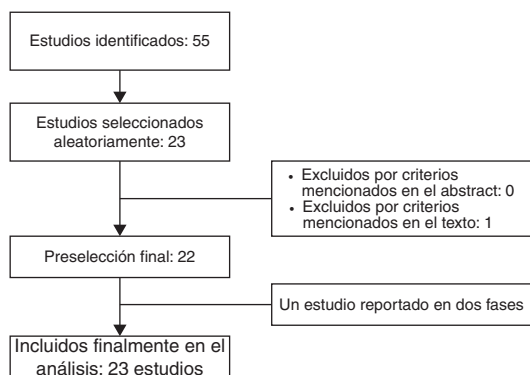 Estudios identificados: 55
Estudios seleccionados
aleatoriamente: 23
• Excluidos por criterios
mencionados en el abstract: 0
• Excluidos por criterios
mencionados en el texto: 1
Preselección final: 22
Un estudio reportado en dos fases
Incluidos finalmente en el
análisis: 23 estudios